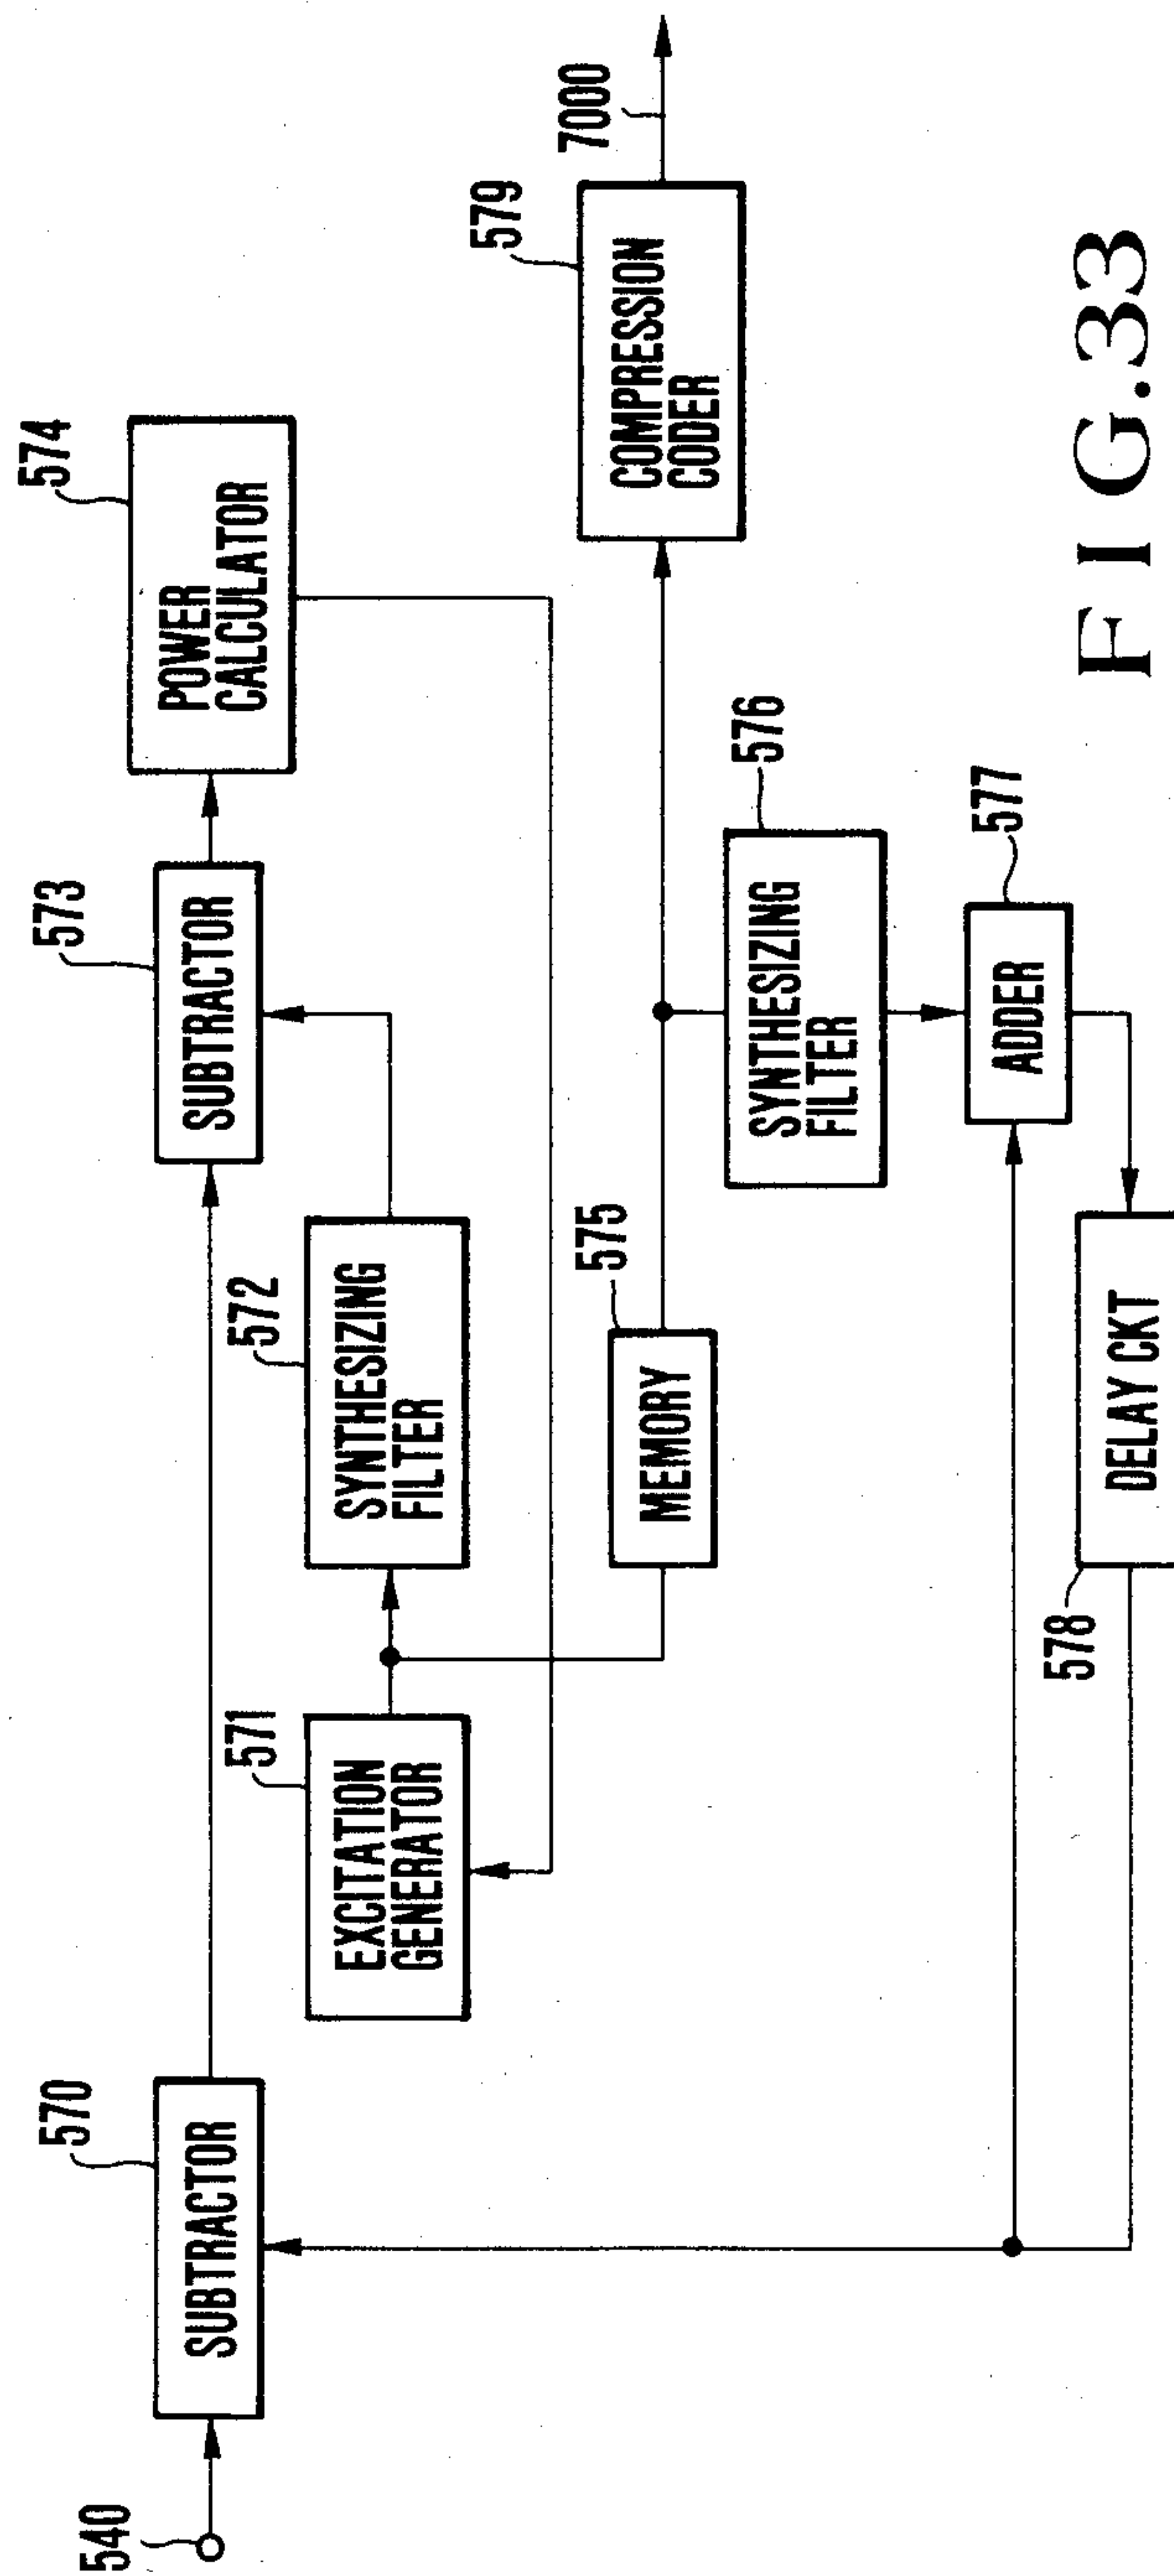 540
570
SUBTRACTOR
571
EXCITATION
GENERATOR
572
SYNTHESIZING
FILTER
573
SUBTRACTOR
574
POWER
CALCULATOR
575
MEMORY
576
SYNTHESIZING
FILTER
577
ADDER
578
DELAY CKT
579
COMPRESSION
CODER
7000
FIG.33